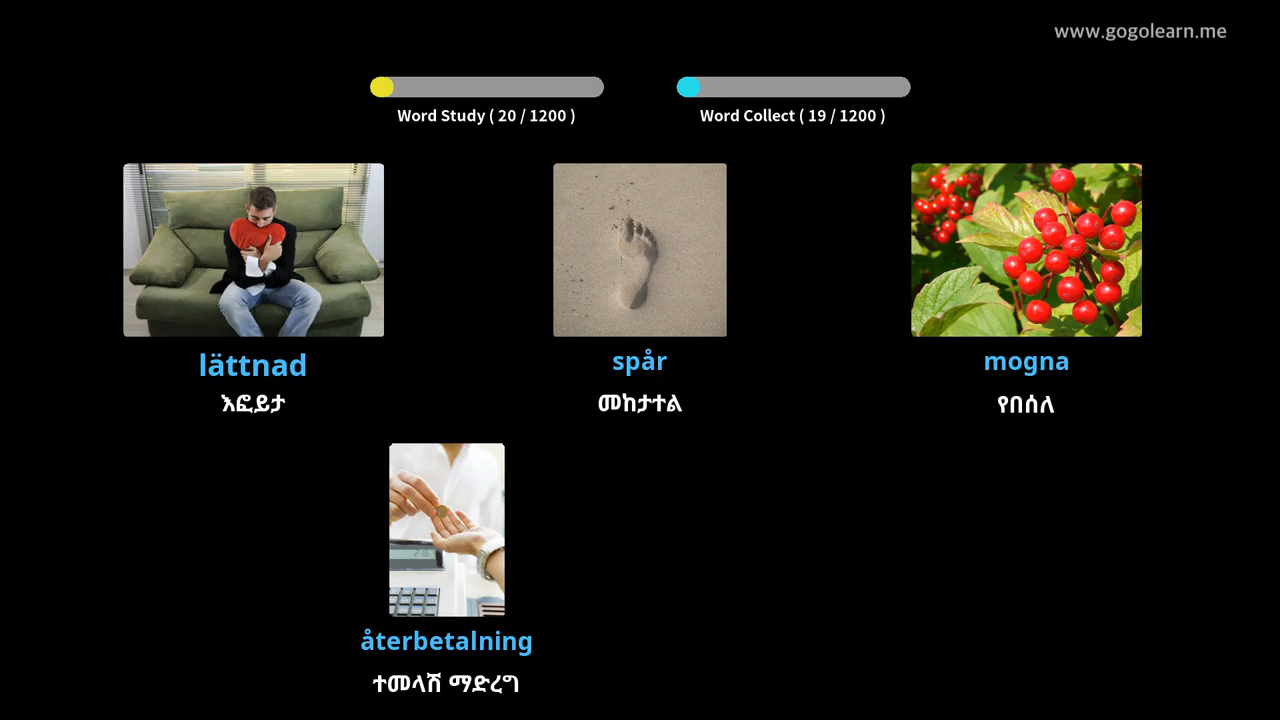 www.gogolearn.me
Word Study ( 20 / 1200 )
Word Collect ( 19 / 1200 )
lättnad
spår
mogna
እፎይታ
መከታተል
የበሰለ
återbetalning
ተመላሽ ማድረግ